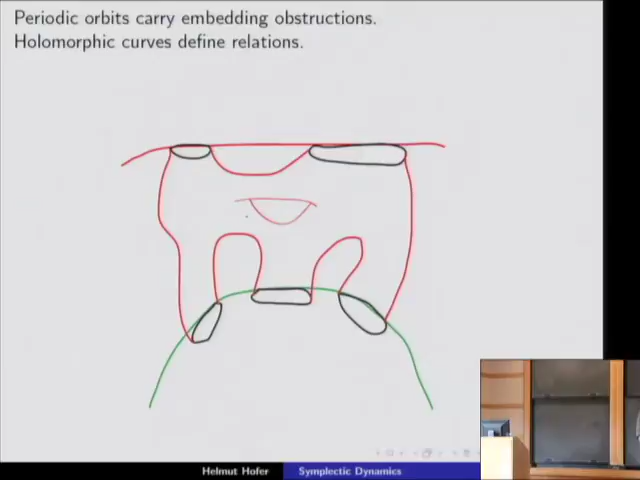 Periodic orbits carry embedding obstructions.
Holomorphic curves define relations.
Helmut Hofer
Symplectic Dynamics